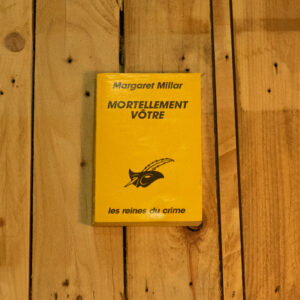 Margaret Millar
MORTELLEMENT
VÔTRE
les reines du crime